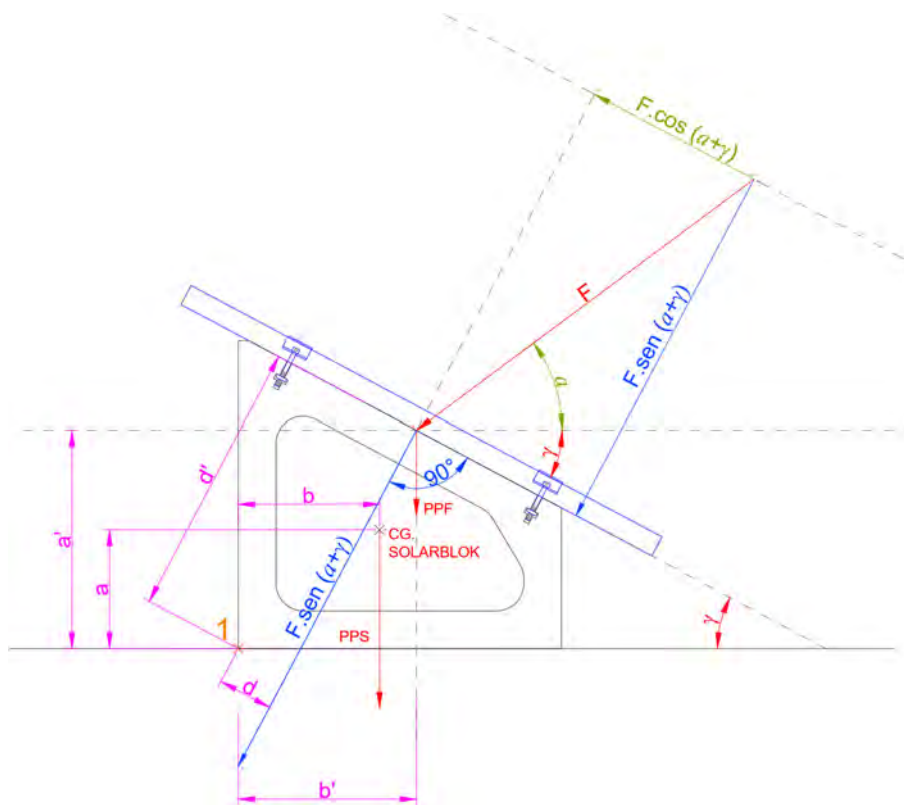 F.cos (α+γ)
F
F.sen (α+γ)
α
γ
90°
d''
b
PPF
CG.
SOLARBLOK
a'
a
F.sen (α+γ)
γ
1
PPS
d
b'